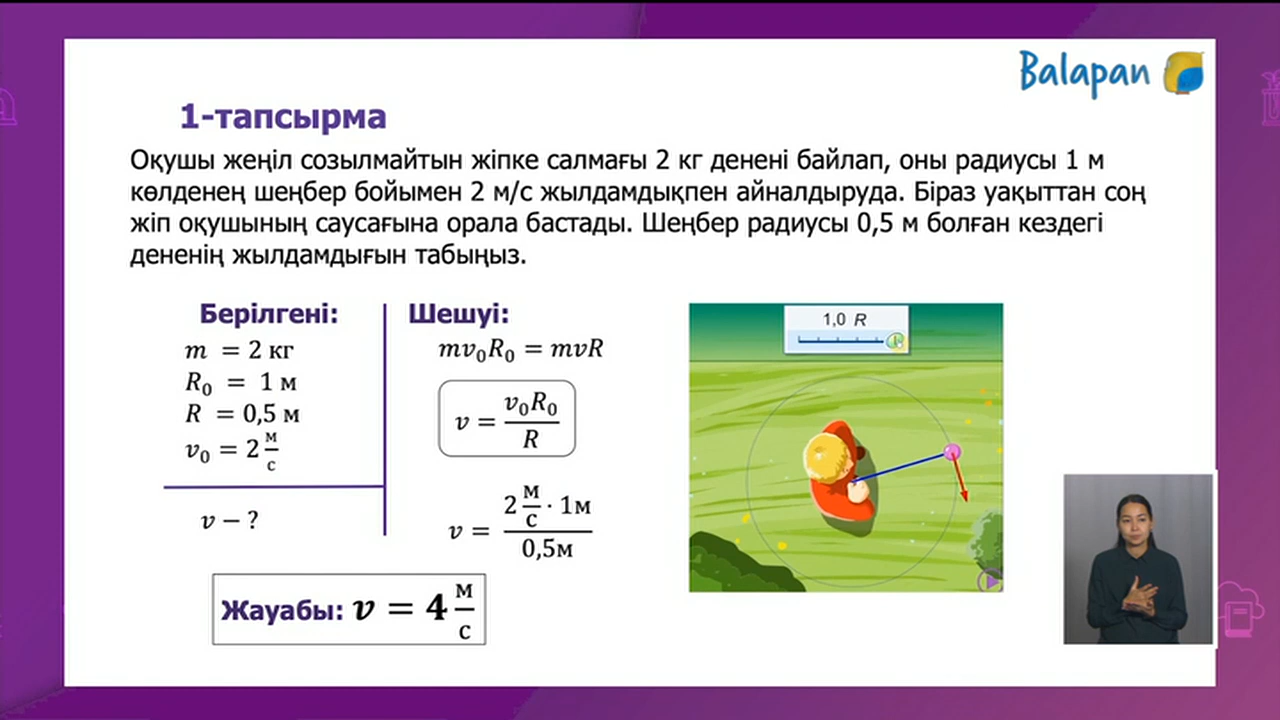 Balapan
1-тапсырма
Оқушы жеңіл созылмайтын жіпке салмағы 2 кг денені байлап, оны радиусы 1 м
көлденең шеңбер бойымен 2 м/с жылдамдықпен айналдыруда. Біраз уақыттан соң
жіп оқушының саусағына орала бастады. Шеңбер радиусы 0,5 м болған кездегі
дененің жылдамдығын табыңыз.
Берілгені:
m = 2 кг
R₀ = 1 м
R = 0,5 м
v₀ = 2 м/с
v − ?
Шешуі:
mv₀R₀ = mvR
v = v₀R₀/R
v = 2 м/с · 1м / 0,5м
Жауабы: v = 4 м/с
1,0 R